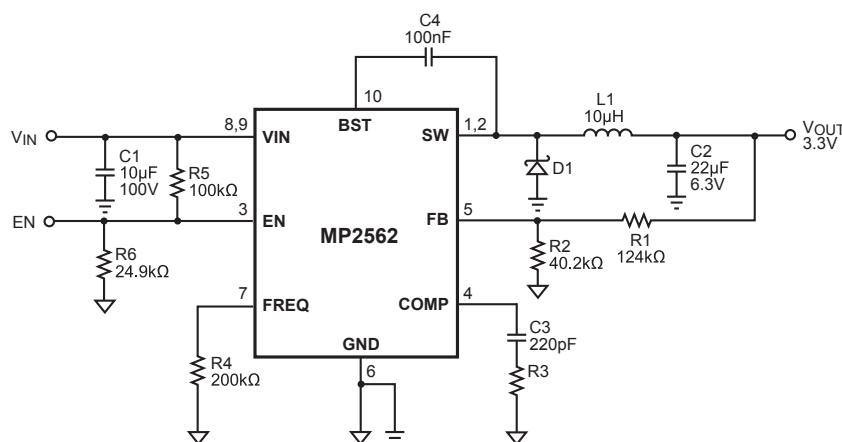 C4
100nF
10
BST
L1
10µH
VIN
8,9
VIN
SW
1,2
VOUT
3.3V
C1
10µF
100V
R5
100kΩ
D1
C2
22µF
6.3V
EN
3
EN
MP2562
FB
5
R1
124kΩ
R2
40.2kΩ
R6
24.9kΩ
7
FREQ
COMP
4
C3
220pF
R3
R4
200kΩ
GND
6